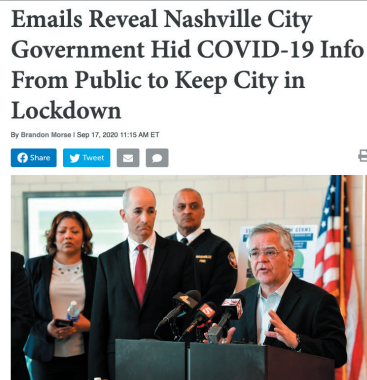 Emails Reveal Nashville City
Government Hid COVID-19 Info
From Public to Keep City in
Lockdown
By Brandon Morse | Sep 17, 2020 11:15 AM ET
Share
Tweet